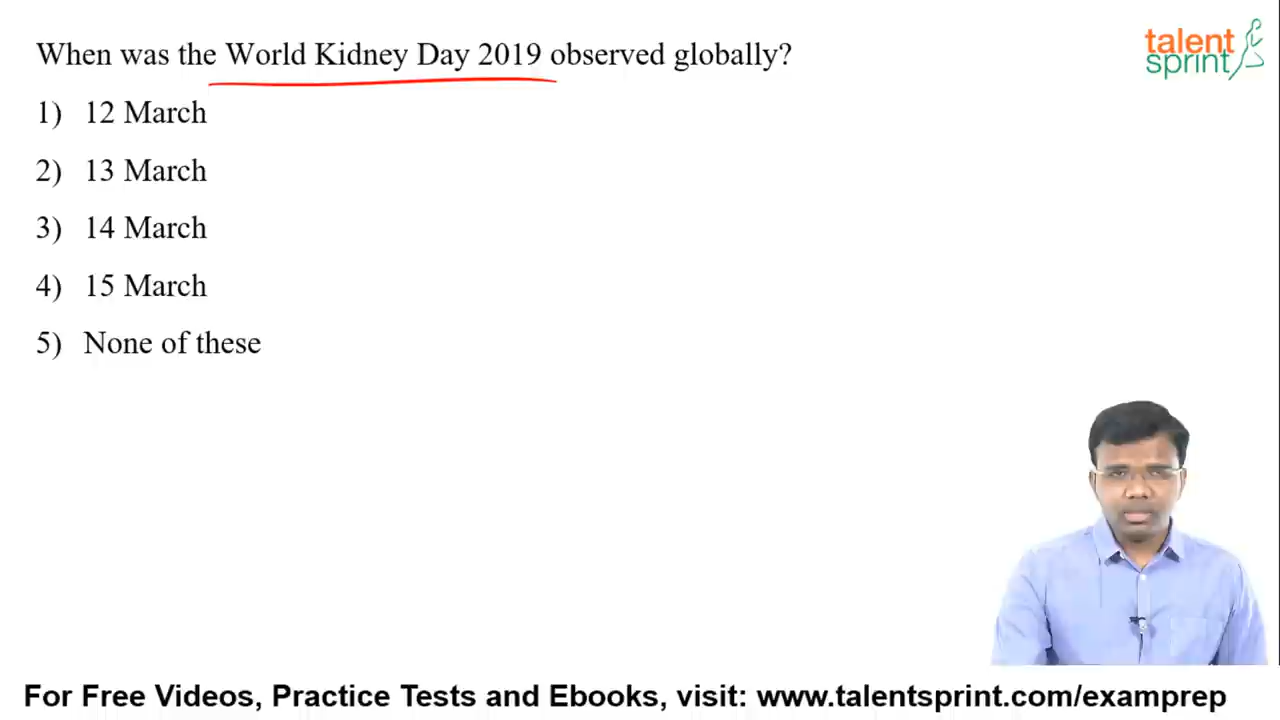 When was the World Kidney Day 2019 observed globally?
talent
sprint
1) 12 March
2) 13 March
3) 14 March
4) 15 March
5) None of these
For Free Videos, Practice Tests and Ebooks, visit: www.talentsprint.com/examprep